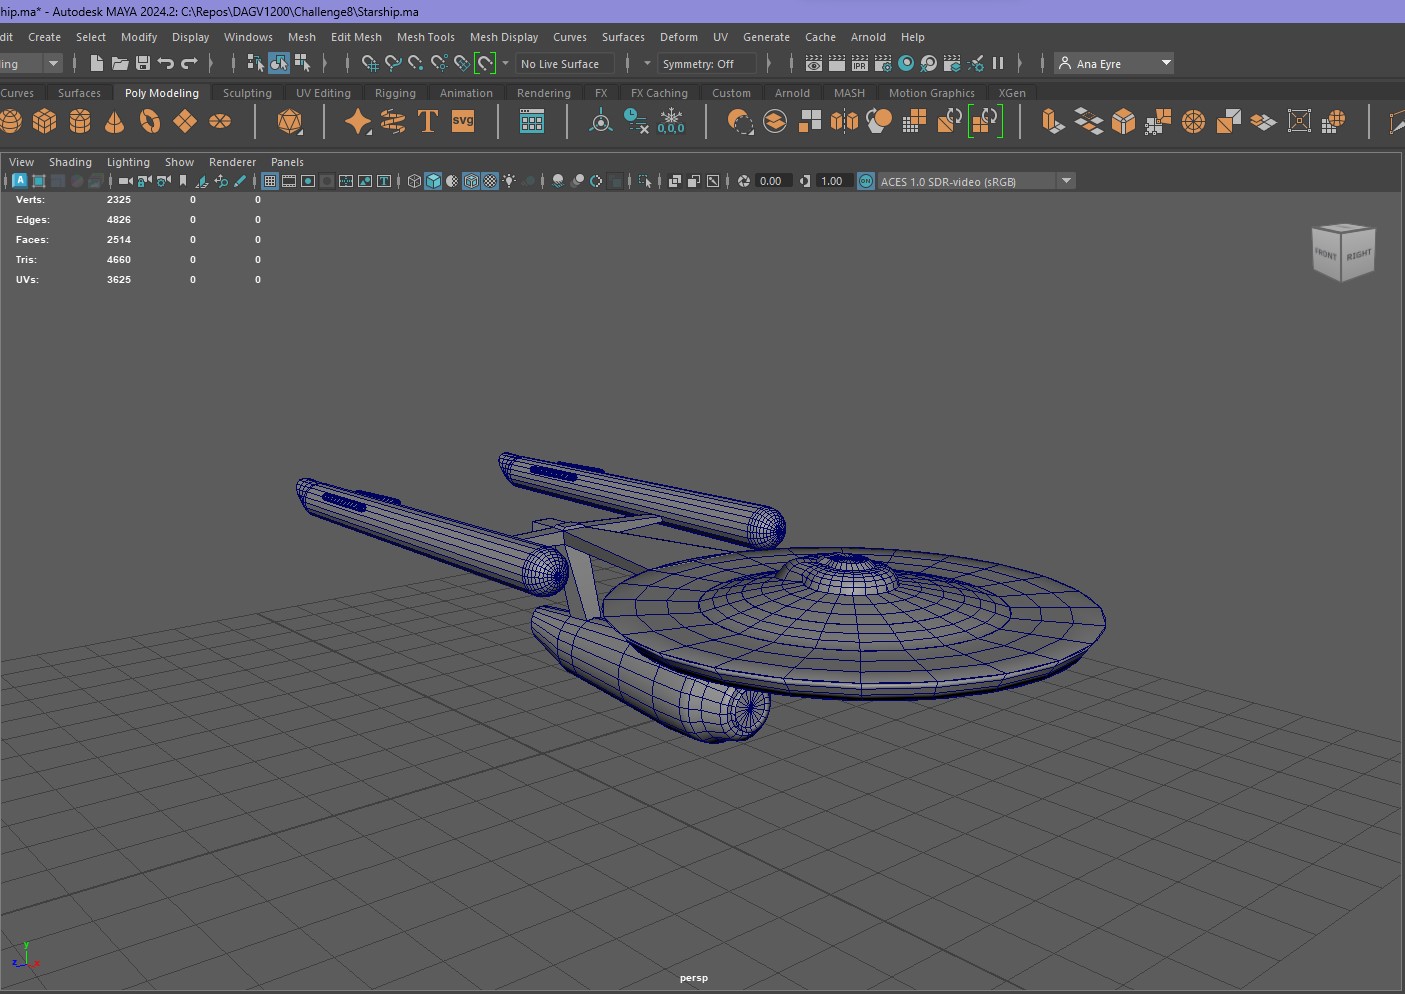 hip.ma* - Autodesk MAYA 2024.2: C:\Repos\DAGV1200\Challenge8\Starship.ma
dit Create Select Modify Display Windows Mesh Edit Mesh Mesh Tools Mesh Display Curves Surfaces Deform UV Generate Cache Arnold Help
ing No Live Surface Symmetry: Off IPR Ana Eyre
Curves Surfaces Poly Modeling Sculpting UV Editing Rigging Animation Rendering FX FX Caching Custom Arnold MASH Motion Graphics XGen
T svg 0,0,0
View Shading Lighting Show Renderer Panels
A T 0.00 1.00 ON ACES 1.0 SDR-video (sRGB)
Verts: 2325 0 0
Edges: 4826 0 0
Faces: 2514 0 0
Tris: 4660 0 0
UVs: 3625 0 0
FRONT RIGHT
y
z x
persp